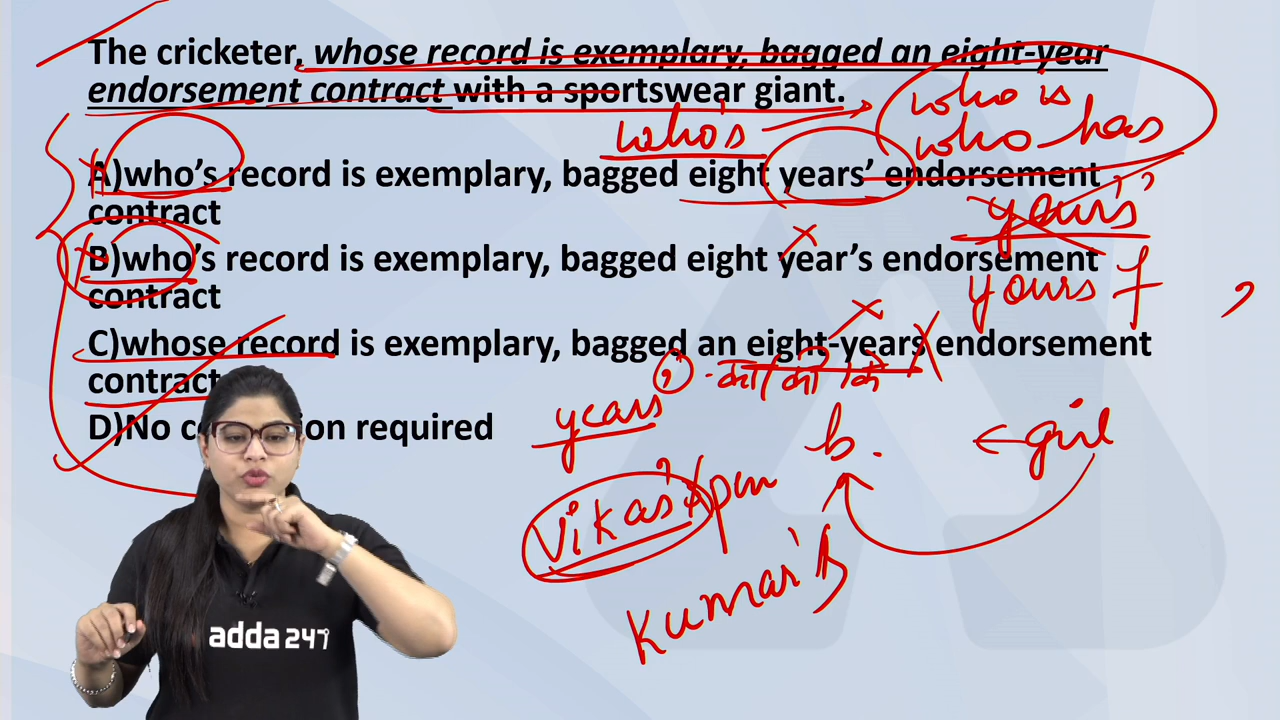 The cricketer, whose record is exemplary, bagged an eight-year
endorsement contract with a sportswear giant.
who is
who's
who has
A)who's record is exemplary, bagged eight years' endorsement
contract
year's
B)who's record is exemplary, bagged eight year's endorsement
contract
yours
C)whose record is exemplary, bagged an eight-years endorsement
contract
का/की/के
years'
D)No correction required
b.
girl
Vikas' pen
Kumar's
adda 247